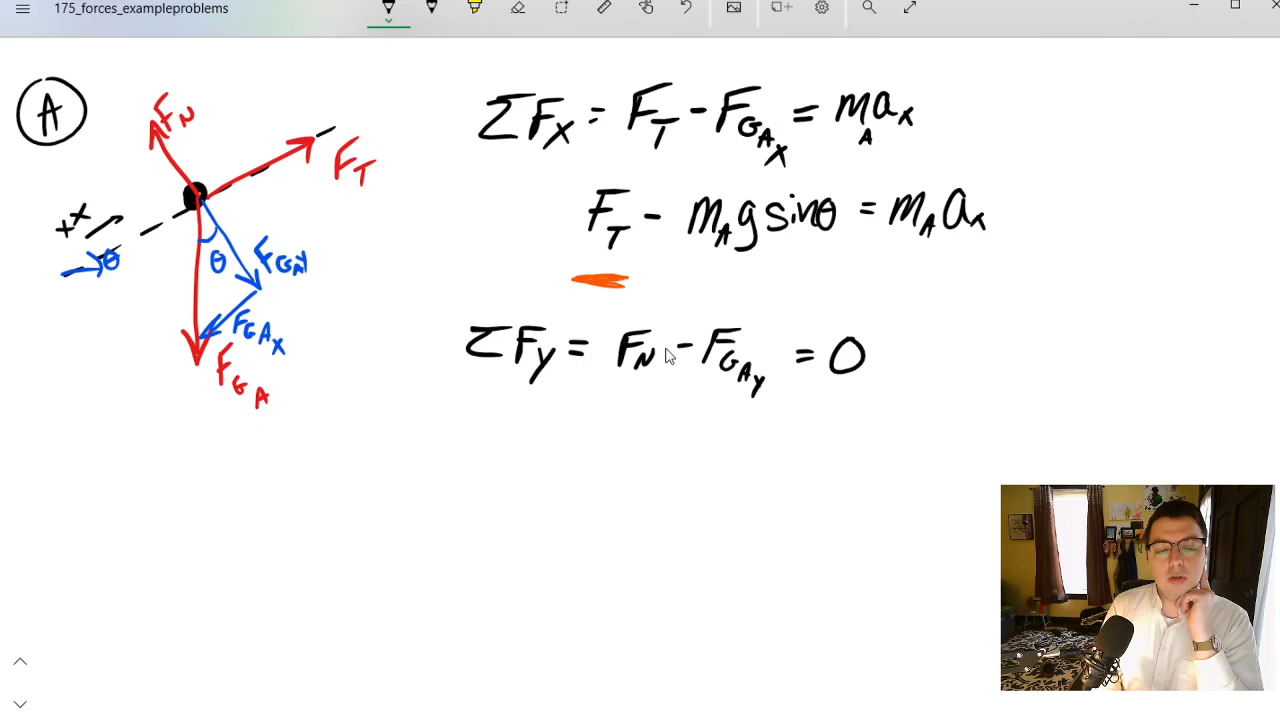 175_forces_exampleproblems
A
F_N
F_T
+x
θ
θ
F_GAy
F_GAx
F_GA
ΣF_x = F_T - F_GAx = m_A a_x
F_T - m_A g sinθ = m_A a_x
ΣF_y = F_N - F_GAy = 0